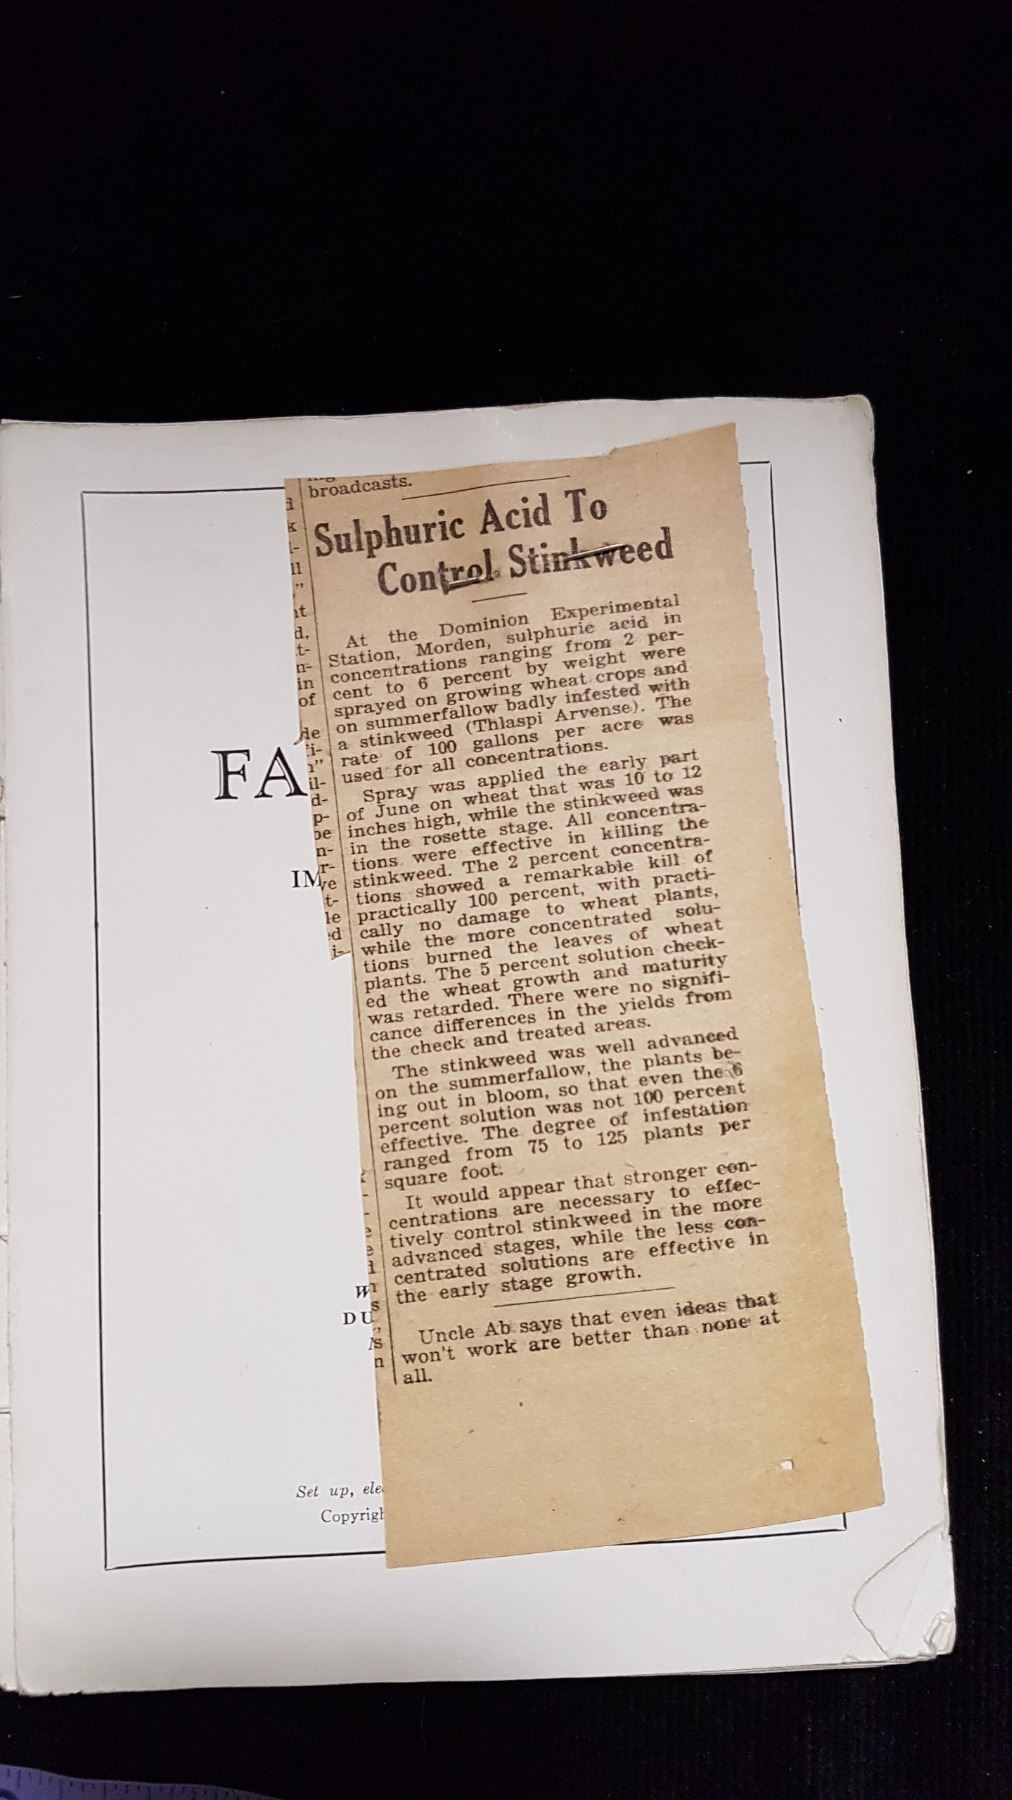 broadcasts.
Sulphuric Acid To
Control Stinkweed
At the Dominion Experimental
Station, Morden, sulphuric acid in
concentrations ranging from 2 per-
cent to 6 percent by weight were
sprayed on growing wheat crops and
on summerfallow badly infested with
a stinkweed (Thlaspi Arvense). The
rate of 100 gallons per acre was
used for all concentrations.
Spray was applied the early part
of June on wheat that was 10 to 12
inches high, while the stinkweed was
in the rosette stage. All concentra-
tions were effective in killing the
stinkweed. The 2 percent concentra-
tions showed a remarkable kill of
practically 100 percent, with practi-
cally no damage to wheat plants,
while the more concentrated solu-
tions burned the leaves of wheat
plants. The 5 percent solution check-
ed the wheat growth and maturity
was retarded. There were no signifi-
cance differences in the yields from
the check and treated areas.
The stinkweed was well advanced
on the summerfallow, the plants be-
ing out in bloom, so that even the 6
percent solution was not 100 percent
effective. The degree of infestation
ranged from 75 to 125 plants per
square foot.
It would appear that stronger con-
centrations are necessary to effec-
tively control stinkweed in the more
advanced stages, while the less con-
centrated solutions are effective in
the early stage growth.
Uncle Ab says that even ideas that
won't work are better than none at
all.
FA
IM
DU
Set up, ele
Copyrigh